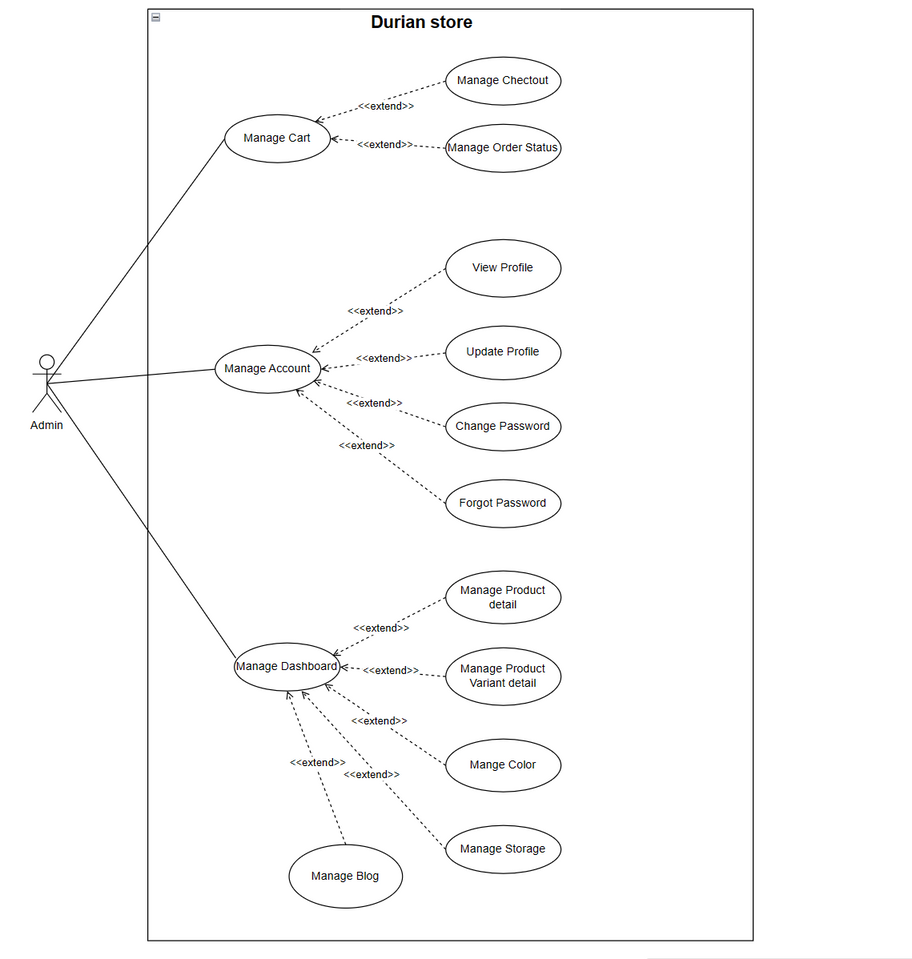 Durian store
Manage Chectout
<<extend>>
Manage Cart
<<extend>>
Manage Order Status
View Profile
<<extend>>
Update Profile
<<extend>>
Manage Account
<<extend>>
Change Password
Admin
<<extend>>
Forgot Password
Manage Product
detail
<<extend>>
Manage Dashboard
<<extend>>
Manage Product
Variant detail
<<extend>>
<<extend>>
Mange Color
<<extend>>
Manage Storage
Manage Blog